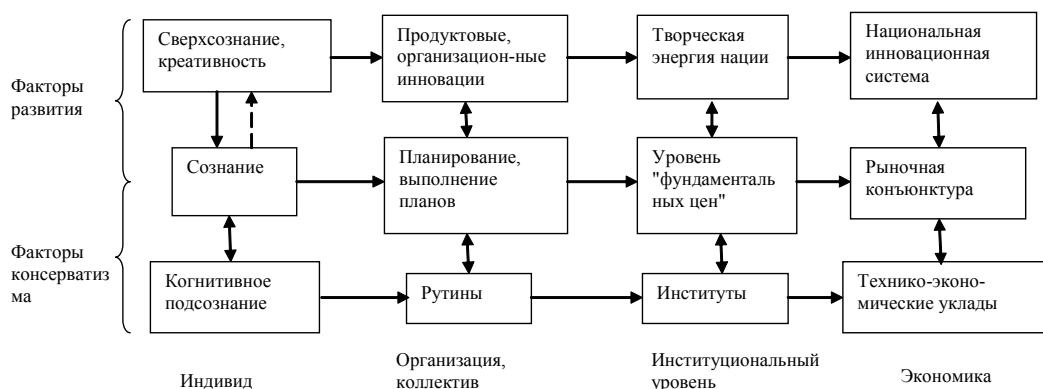 Факторы
развития
Факторы
консерватиз
ма
Сверхсознание,
креативность
Продуктовые,
организацион-ные
инновации
Творческая
энергия нации
Национальная
инновационная
система
Сознание
Планирование,
выполнение
планов
Уровень
"фундаменталь
ных цен"
Рыночная
конъюнктура
Когнитивное
подсознание
Рутины
Институты
Технико-эконо-
мические уклады
Индивид
Организация,
коллектив
Институциональный
уровень
Экономика